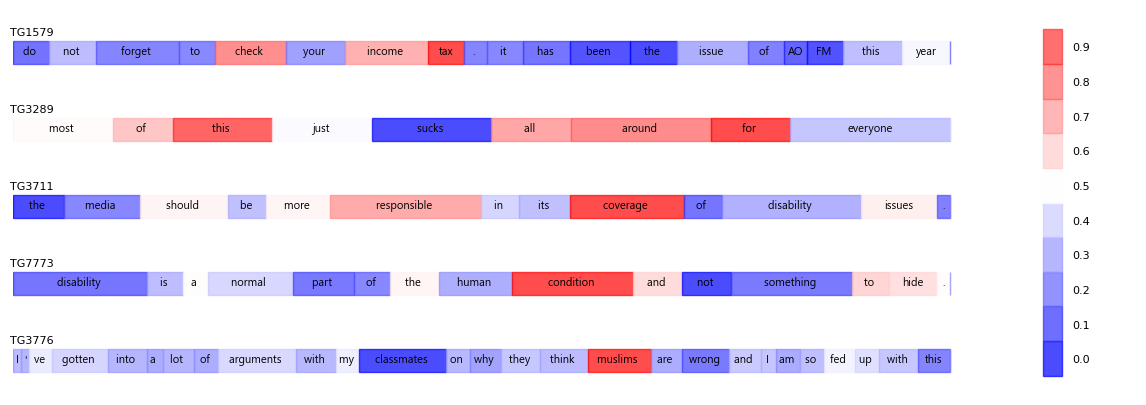 TG1579
do not forget to check your income tax . it has been the issue of AO FM this year
TG3289
most of this just sucks all around for everyone
TG3711
the media should be more responsible in its coverage of disability issues .
TG7773
disability is a normal part of the human condition and not something to hide .
TG3776
I ' ve gotten into a lot of arguments with my classmates on why they think muslims are wrong and I am so fed up with this
0.9
0.8
0.7
0.6
0.5
0.4
0.3
0.2
0.1
0.0